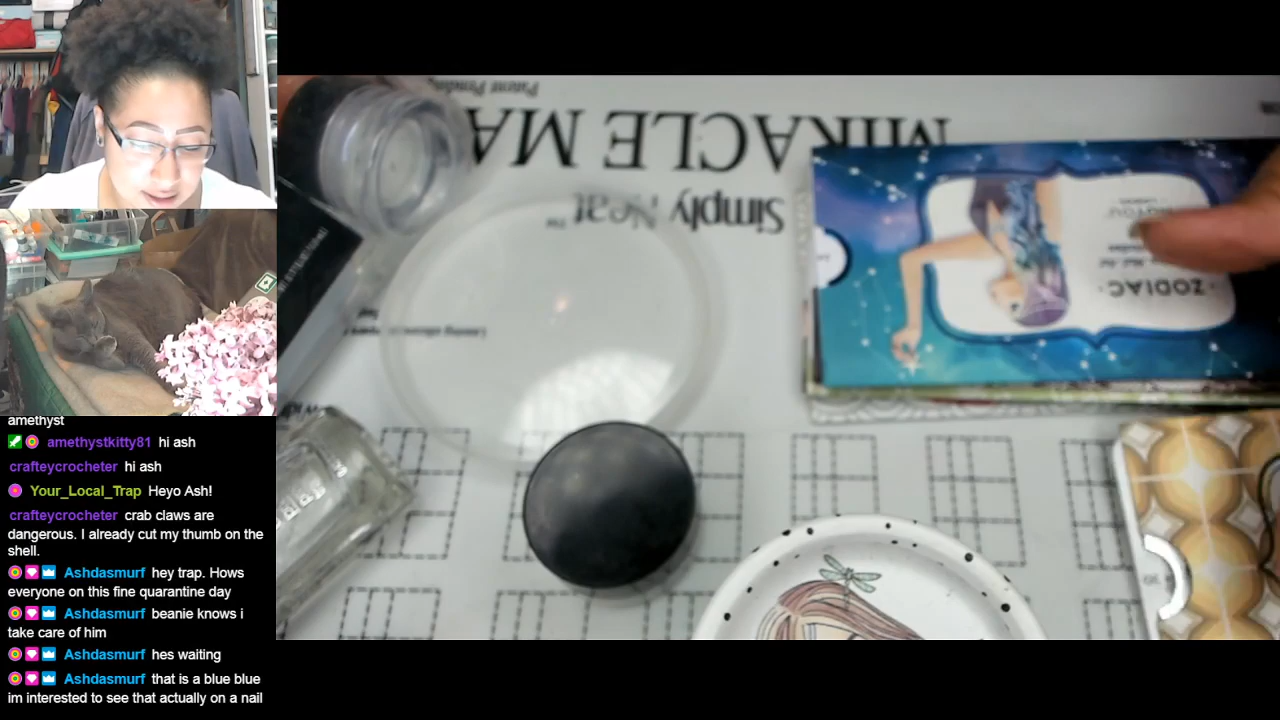 amethyst
amethystkitty81 hi ash
crafteycrocheter hi ash
Your_Local_Trap Heyo Ash!
crafteycrocheter crab claws are
dangerous. I already cut my thumb on the
shell.
Ashdasmurf hey trap. Hows
everyone on this fine quarantine
day
Ashdasmurf beanie knows i
take care of him
Ashdasmurf hes waiting
Ashdasmurf that is a blue blue
im interested to see that actually on a nail
Patent Pending
MIRACLE MA
Simply Neat
ZODIAC